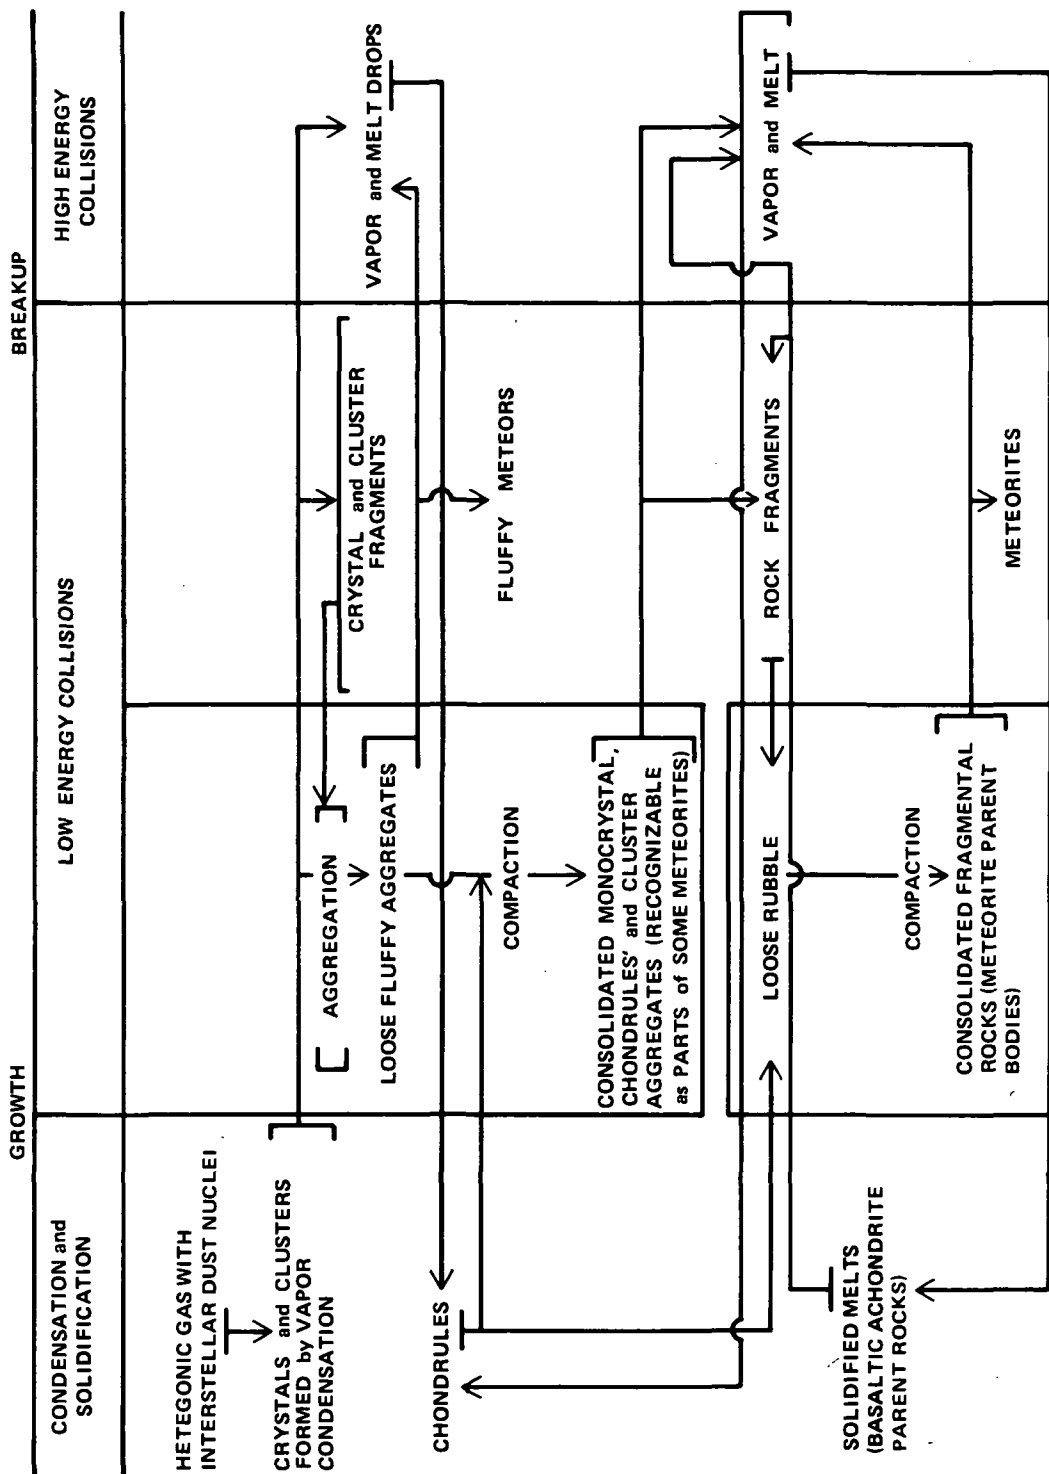 GROWTH
BREAKUP
CONDENSATION and
SOLIDIFICATION
LOW ENERGY COLLISIONS
HIGH ENERGY
COLLISIONS
HETEGONIC GAS WITH
INTERSTELLAR DUST NUCLEI
CRYSTALS and CLUSTERS
FORMED by VAPOR
CONDENSATION
AGGREGATION
CRYSTAL and CLUSTER
FRAGMENTS
VAPOR and MELT DROPS
LOOSE FLUFFY AGGREGATES
CHONDRULES
COMPACTION
FLUFFY METEORS
CONSOLIDATED MONOCRYSTAL,
CHONDRULES' and CLUSTER
AGGREGATES (RECOGNIZABLE
as PARTS of SOME METEORITES)
LOOSE RUBBLE
ROCK FRAGMENTS
VAPOR and MELT
SOLIDIFIED MELTS
(BASALTIC ACHONDRITE
PARENT ROCKS)
COMPACTION
CONSOLIDATED FRAGMENTAL
ROCKS (METEORITE PARENT
BODIES)
METEORITES